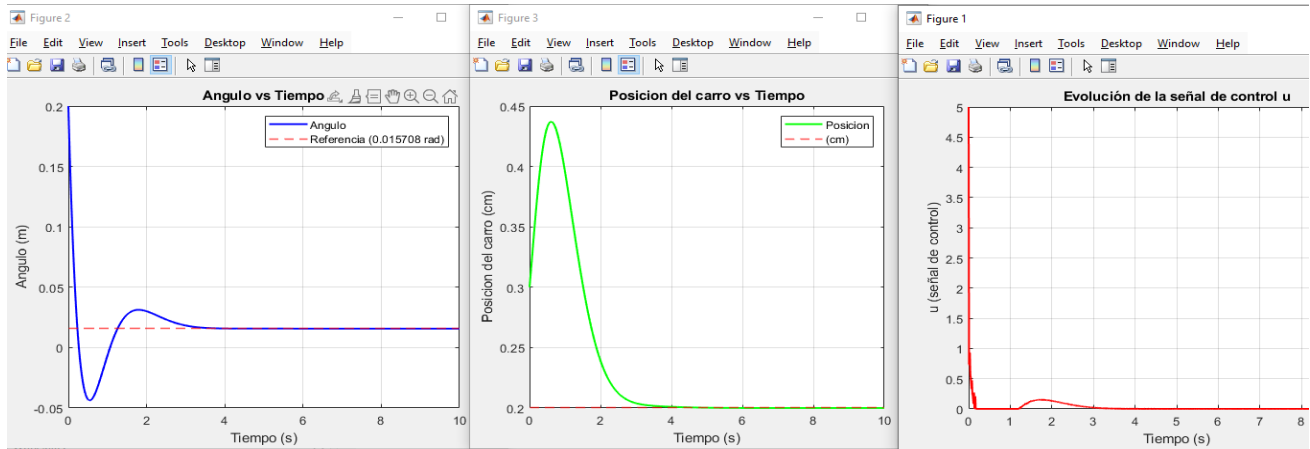 Figure 2
File Edit View Insert Tools Desktop Window Help
Angulo vs Tiempo
Angulo
Referencia (0.015708 rad)
0.2
0.15
0.1
0.05
0
-0.05
Angulo (m)
0 2 4 6 8 10
Tiempo (s)
Figure 3
File Edit View Insert Tools Desktop Window Help
Posicion del carro vs Tiempo
Posicion
(cm)
0.45
0.4
0.35
0.3
0.25
0.2
Posicion del carro (cm)
0 2 4 6 8 10
Tiempo (s)
Figure 1
File Edit View Insert Tools Desktop Window Help
Evolución de la señal de control u
5
4.5
4
3.5
3
2.5
2
1.5
1
0.5
0
u (señal de control)
0 1 2 3 4 5 6 7 8
Tiempo (s)